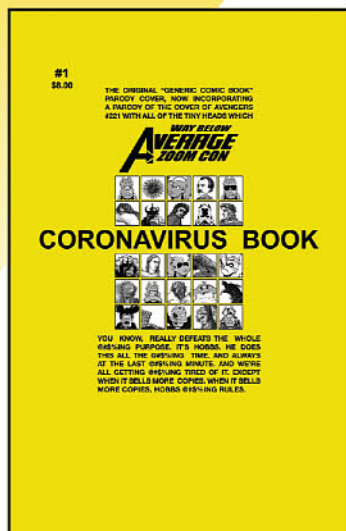 #1
$8.00
THE ORIGINAL "GENERIC COMIC BOOK"
PARODY COVER, NOW INCORPORATING
A PARODY OF THE COVER OF AVENGERS
#221 WITH ALL OF THE TINY HEADS WHICH
WAY BELOW
AVERAGE
ZOOM CON
CORONAVIRUS BOOK
YOU KNOW, REALLY DEFEATS THE WHOLE
@#$%ING PURPOSE. IT'S HOBBS. HE DOES
THIS ALL THE @#$%ING TIME. AND ALWAYS
AT THE LAST @#$%ING MINUTE. AND WE'RE
ALL GETTING @#$%ING TIRED OF IT. EXCEPT
WHEN IT SELLS MORE COPIES. WHEN IT SELLS
MORE COPIES, HOBBS @#$%ING RULES.